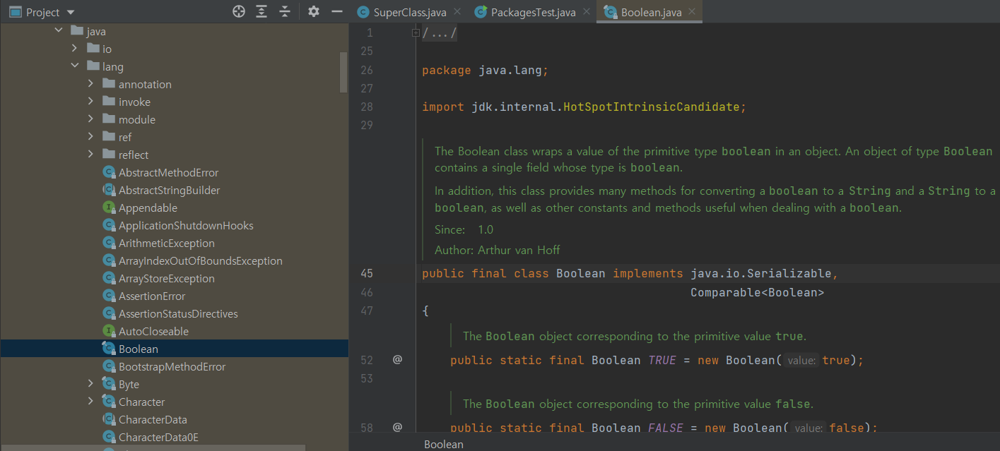 Project
SuperClass.java
PackagesTest.java
Boolean.java
java
io
lang
annotation
invoke
module
ref
reflect
AbstractMethodError
AbstractStringBuilder
Appendable
ApplicationShutdownHooks
ArithmeticException
ArrayIndexOutOfBoundsException
ArrayStoreException
AssertionError
AssertionStatusDirectives
AutoCloseable
Boolean
BootstrapMethodError
Byte
Character
CharacterData
CharacterData0E
1 /.../
25
26 package java.lang;
27
28 import jdk.internal.HotSpotIntrinsicCandidate;
29
The Boolean class wraps a value of the primitive type boolean in an object. An object of type Boolean
contains a single field whose type is boolean.
In addition, this class provides many methods for converting a boolean to a String and a String to a
boolean, as well as other constants and methods useful when dealing with a boolean.
Since: 1.0
Author: Arthur van Hoff
45 public final class Boolean implements java.io.Serializable,
46 Comparable<Boolean>
47 {
The Boolean object corresponding to the primitive value true.
52 @ public static final Boolean TRUE = new Boolean( value: true);
53
The Boolean object corresponding to the primitive value false.
58 @ public static final Boolean FALSE = new Boolean( value: false);
Boolean